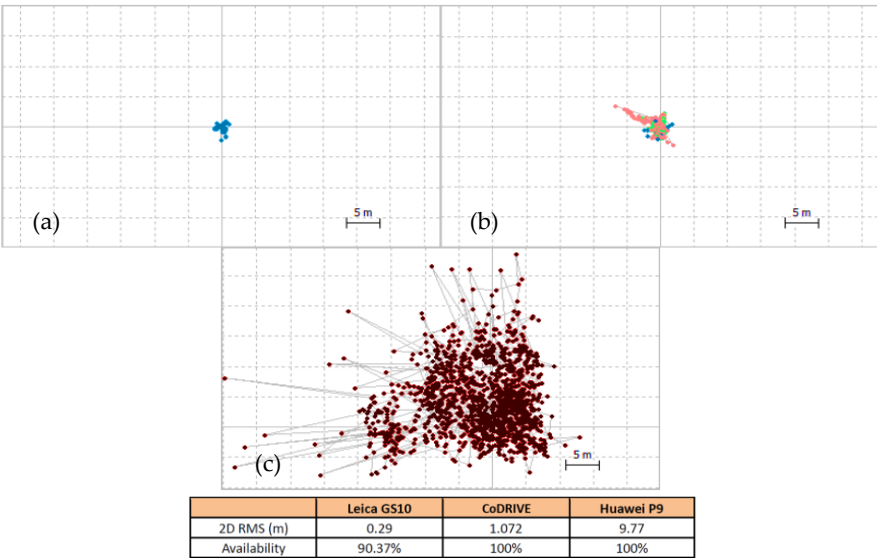 (a)
5 m
(b)
5 m
(c)
5 m
Leica GS10 CoDRIVE Huawei P9
2D RMS (m) 0.29 1.072 9.77
Availability 90.37% 100% 100%